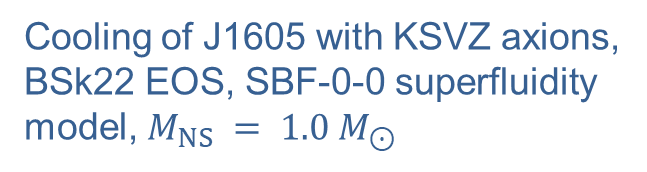 Cooling of J1605 with KSVZ axions,
BSk22 EOS, SBF-0-0 superfluidity
model, M_NS = 1.0 M_⊙